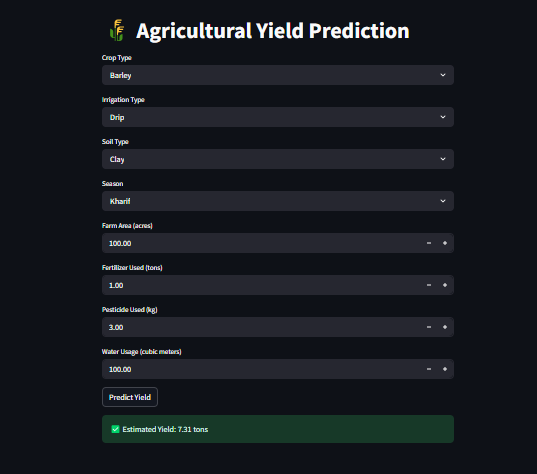 Agricultural Yield Prediction
Crop Type
Barley
Irrigation Type
Drip
Soil Type
Clay
Season
Kharif
Farm Area (acres)
100.00
Fertilizer Used (tons)
1.00
Pesticide Used (kg)
3.00
Water Usage (cubic meters)
100.00
Predict Yield
Estimated Yield: 7.31 tons